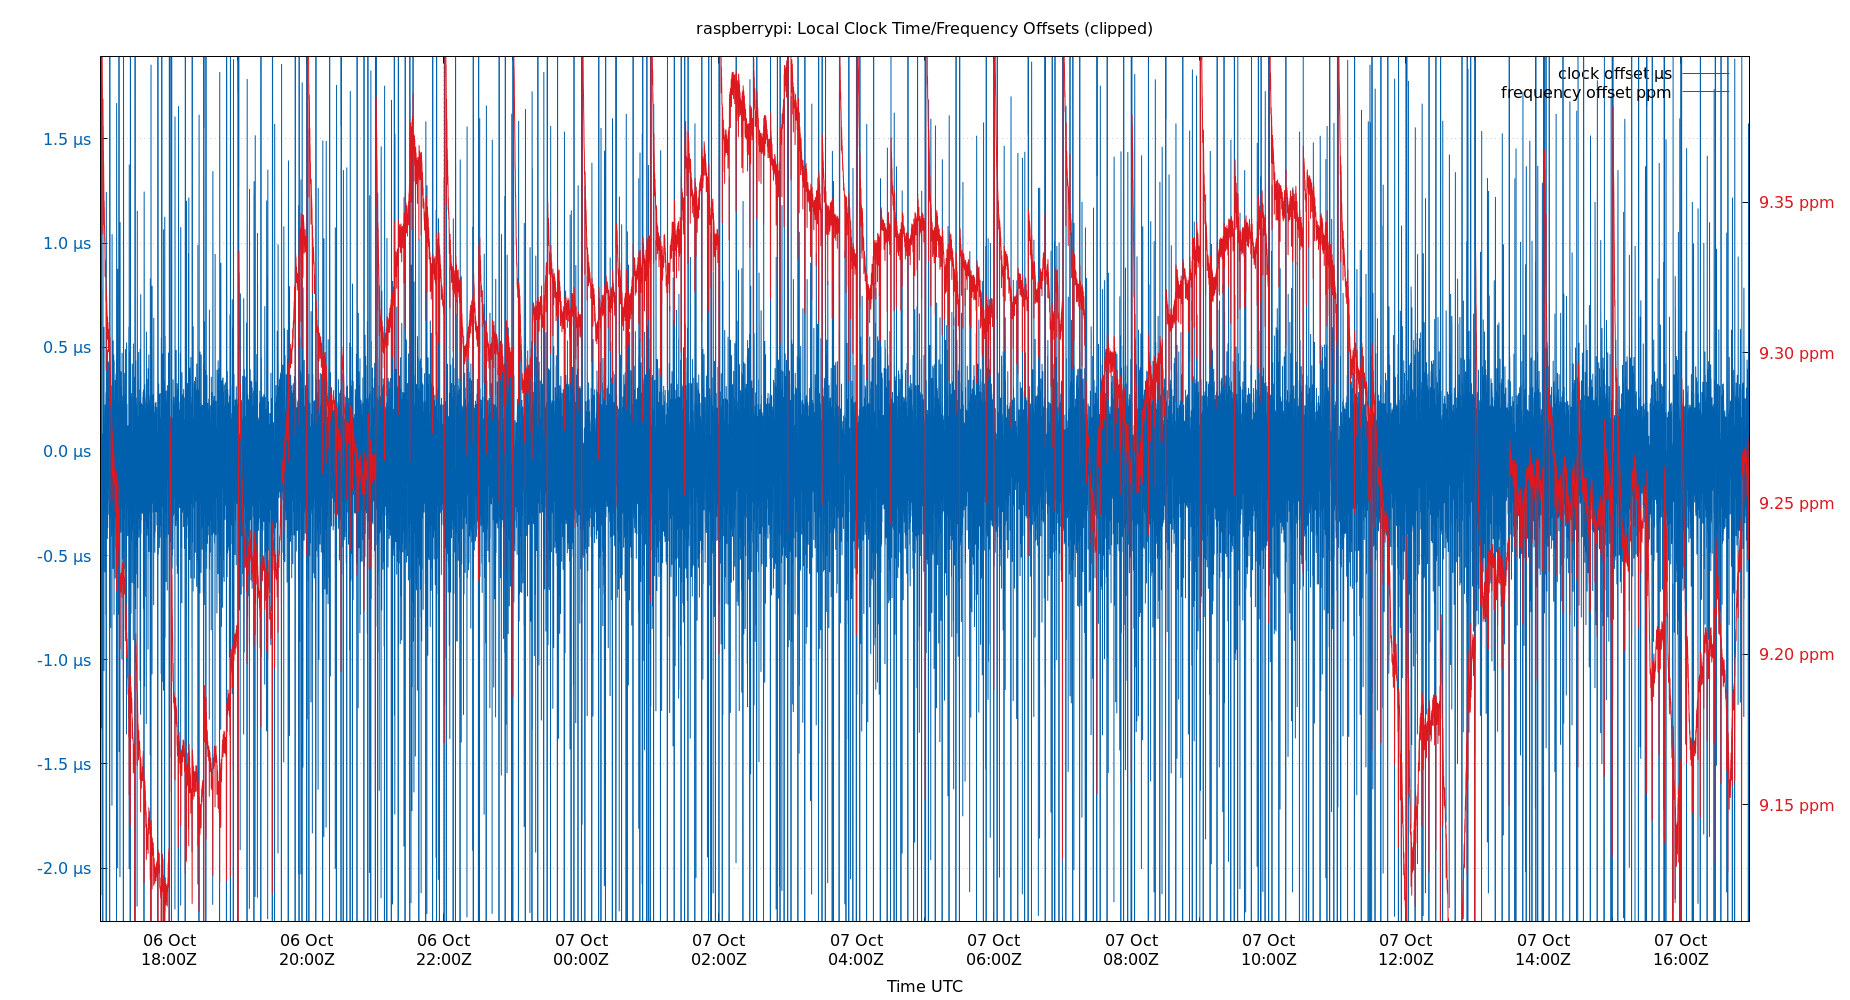 raspberrypi: Local Clock Time/Frequency Offsets (clipped)
clock offset µs
frequency offset ppm
1.5 µs
1.0 µs
0.5 µs
0.0 µs
-0.5 µs
-1.0 µs
-1.5 µs
-2.0 µs
9.35 ppm
9.30 ppm
9.25 ppm
9.20 ppm
9.15 ppm
06 Oct 06 Oct 06 Oct 07 Oct 07 Oct 07 Oct 07 Oct 07 Oct 07 Oct 07 Oct 07 Oct 07 Oct
18:00Z 20:00Z 22:00Z 00:00Z 02:00Z 04:00Z 06:00Z 08:00Z 10:00Z 12:00Z 14:00Z 16:00Z
Time UTC